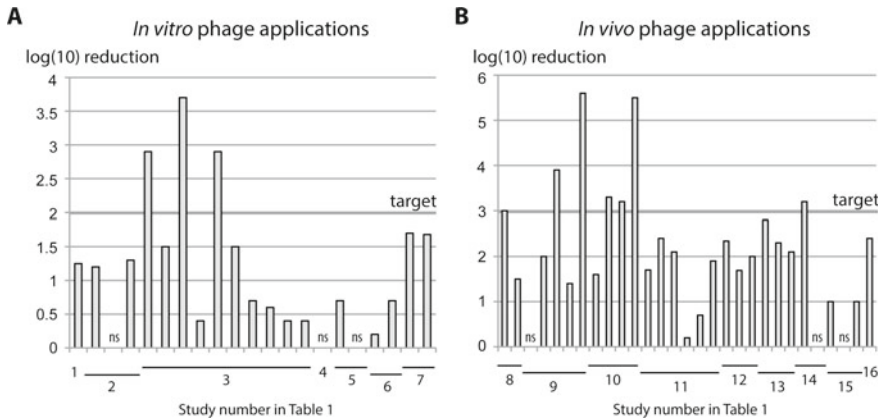 A
In vitro phage applications
log(10) reduction
4
3.5
3
2.5
2
1.5
1
0.5
0
target
ns
ns
ns
1
2
3
4
5
6
7
Study number in Table 1
B
In vivo phage applications
log(10) reduction
6
5
4
3
2
1
0
target
ns
ns
ns
8
9
10
11
12
13
14
15
16
Study number in Table 1